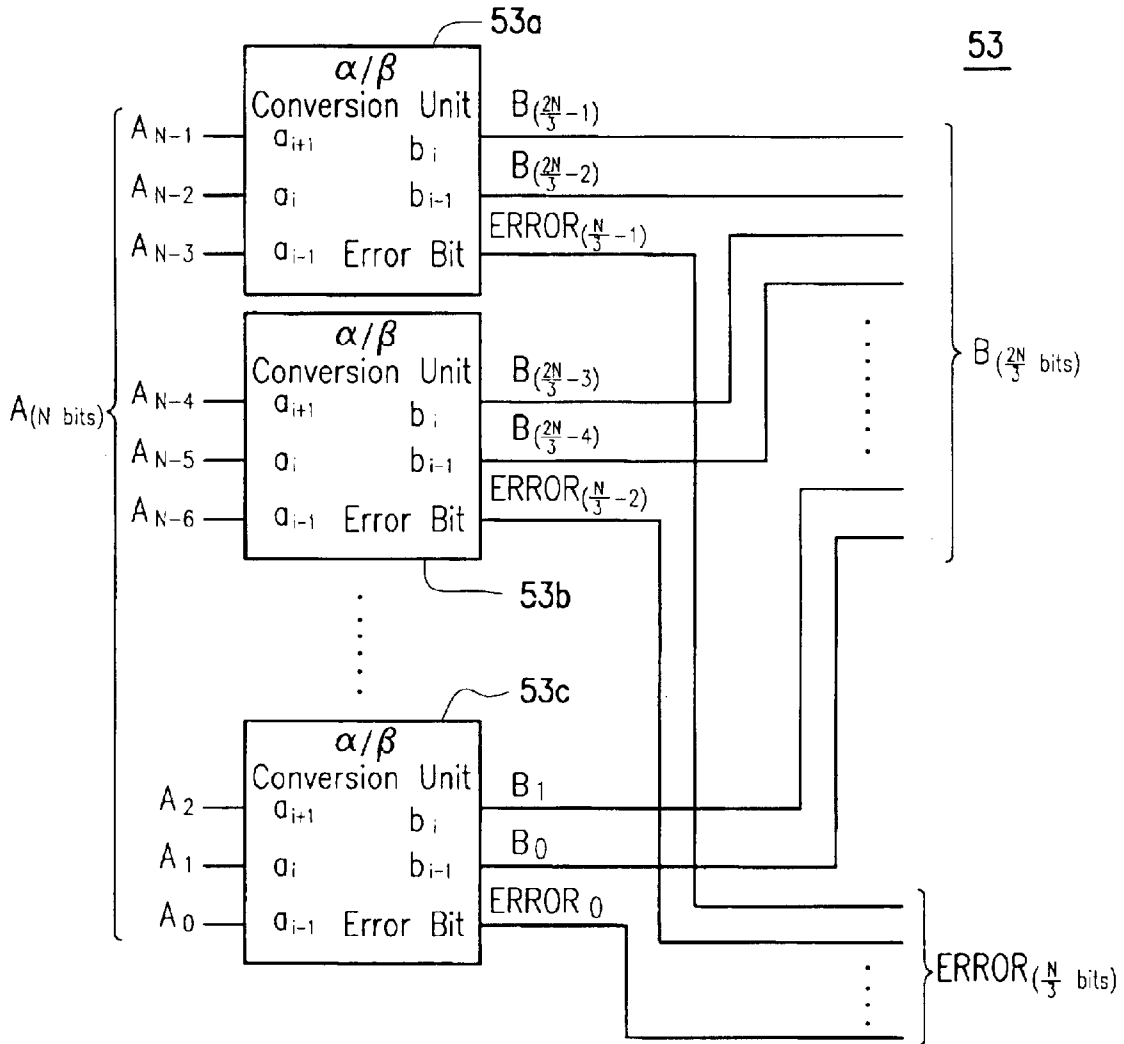 53a
53
α/β
Conversion Unit
A N-1
a i+1
b i
B (2N/3 -1)
A N-2
a i
b i-1
B (2N/3 -2)
A N-3
a i-1
Error Bit
ERROR (N/3 -1)
α/β
Conversion Unit
A N-4
a i+1
b i
B (2N/3 -3)
A N-5
a i
b i-1
B (2N/3 -4)
A N-6
a i-1
Error Bit
ERROR (N/3 -2)
A (N bits)
B (2N/3 bits)
53b
53c
α/β
Conversion Unit
A 2
a i+1
b i
B 1
A 1
a i
b i-1
B 0
A 0
a i-1
Error Bit
ERROR 0
ERROR (N/3 bits)